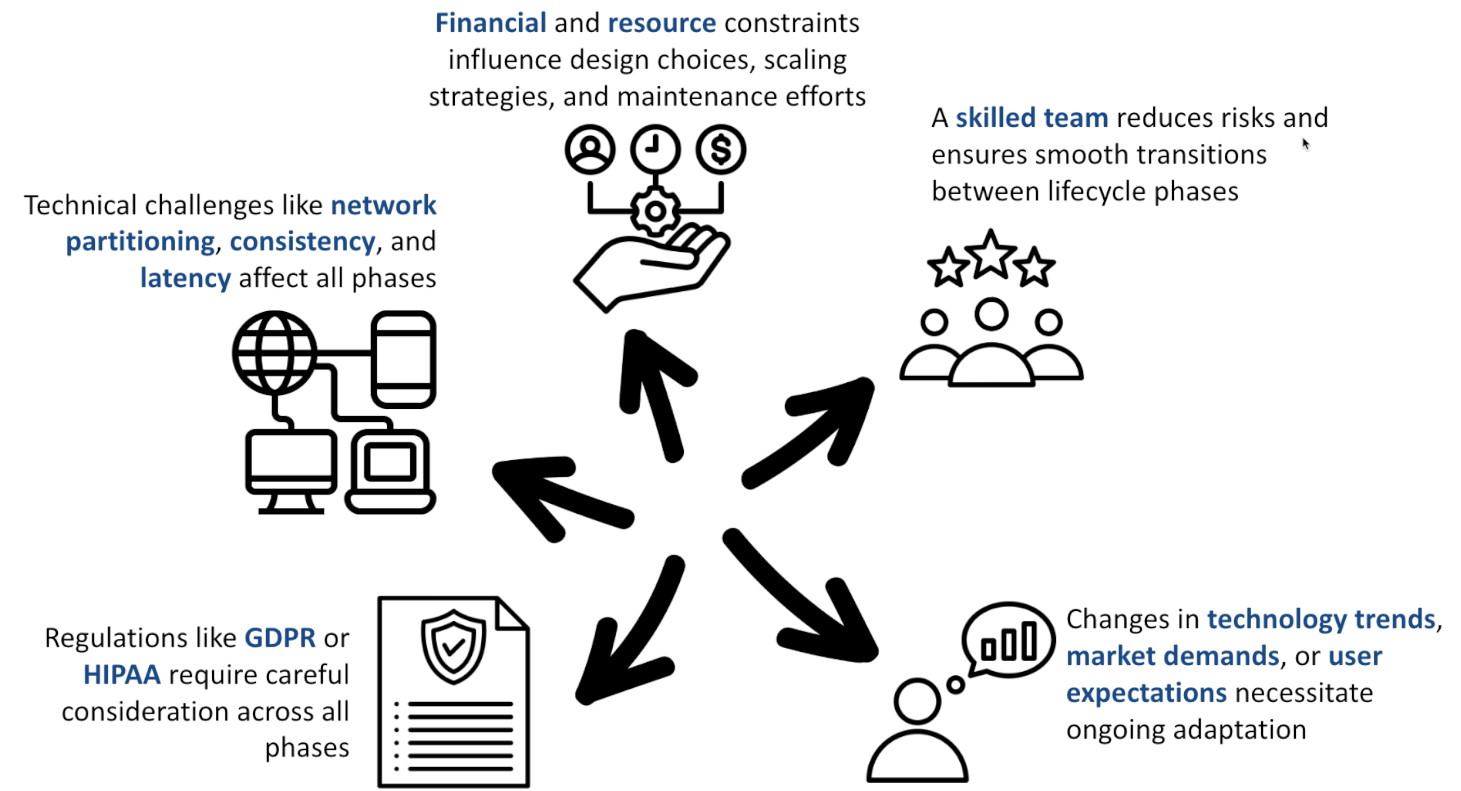 Financial and resource constraints
influence design choices, scaling
strategies, and maintenance efforts
A skilled team reduces risks and
ensures smooth transitions
between lifecycle phases
Technical challenges like network
partitioning, consistency, and
latency affect all phases
$
Regulations like GDPR or
HIPAA require careful
consideration across all
phases
Changes in technology trends,
market demands, or user
expectations necessitate
ongoing adaptation